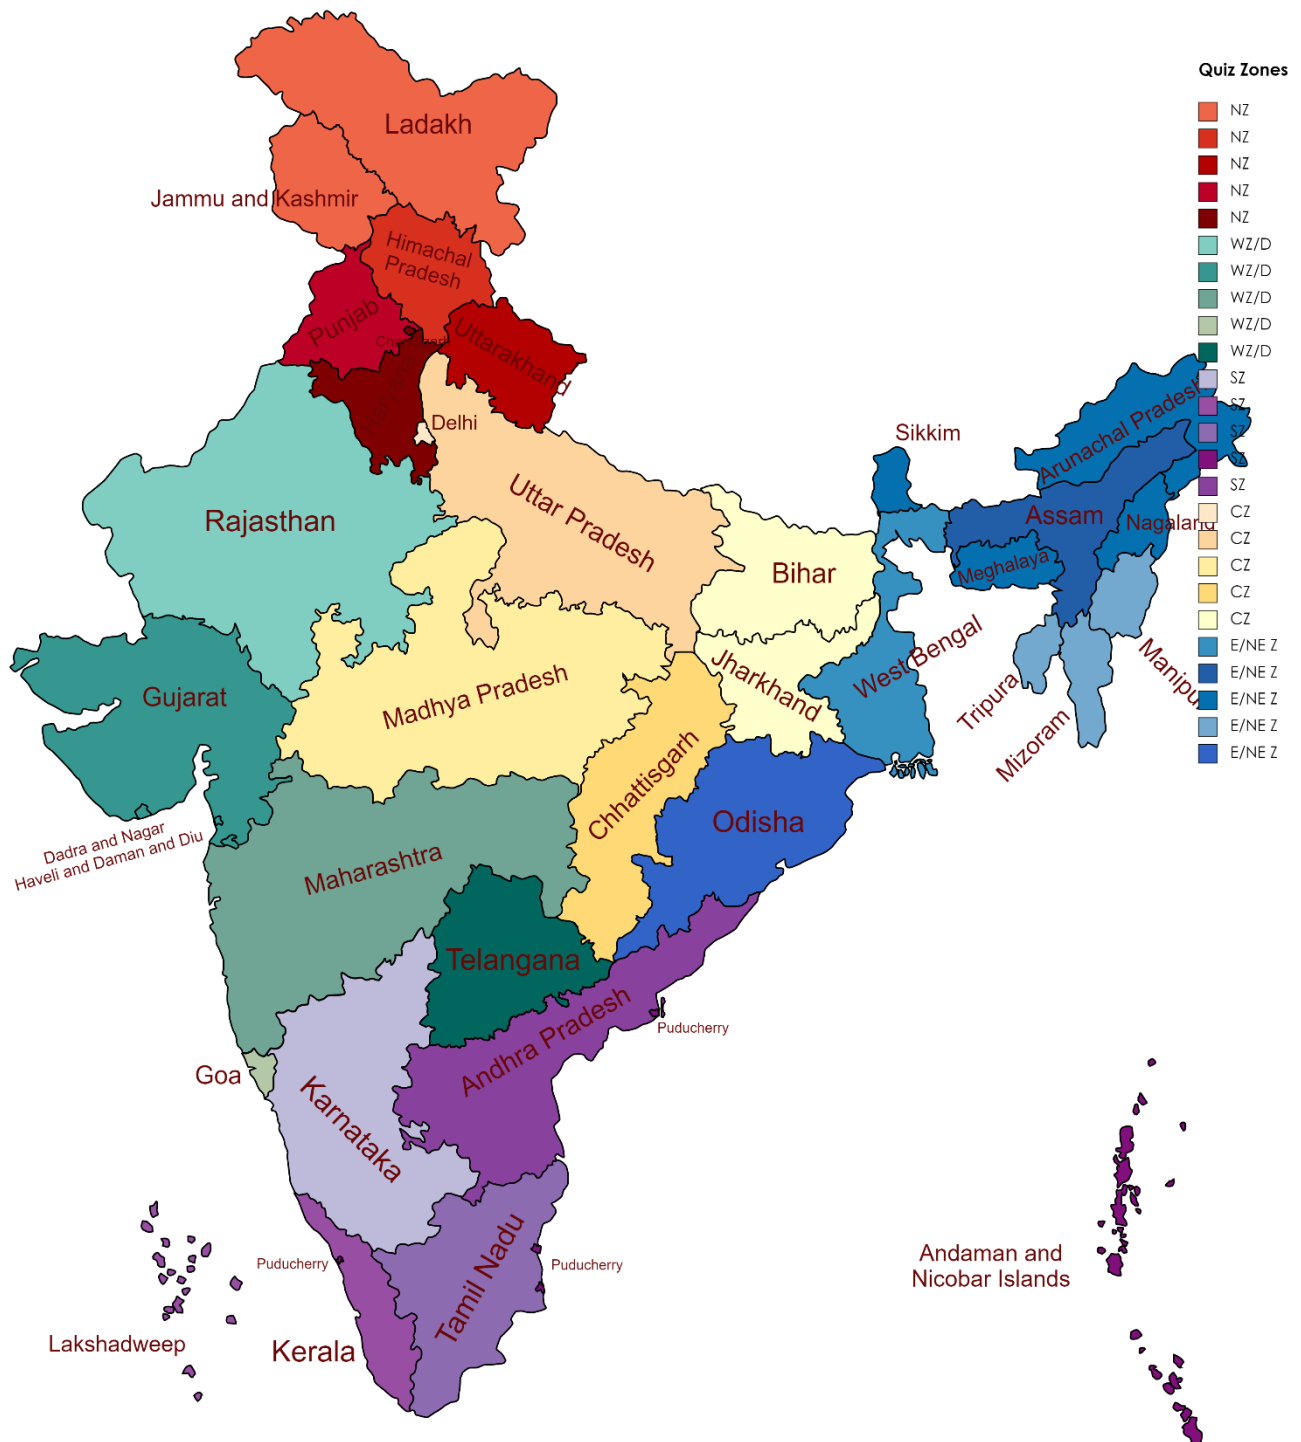 Quiz Zones
NZ
NZ
NZ
NZ
NZ
WZ/D
WZ/D
WZ/D
WZ/D
WZ/D
SZ
SZ
SZ
SZ
SZ
CZ
CZ
CZ
CZ
CZ
E/NE Z
E/NE Z
E/NE Z
E/NE Z
E/NE Z
Ladakh
Jammu and Kashmir
Himachal
Pradesh
Punjab
Uttarakhand
Delhi
Rajasthan
Uttar Pradesh
Sikkim
Arunachal Pradesh
Assam
Nagaland
Meghalaya
Bihar
West Bengal
Jharkhand
Manipu
Tripura
Mizoram
Gujarat
Madhya Pradesh
Chhattisgarh
Odisha
Dadra and Nagar
Haveli and Daman and Diu
Maharashtra
Telangana
Andhra Pradesh
Puducherry
Goa
Karnataka
Puducherry
Puducherry
Tamil Nadu
Andaman and
Nicobar Islands
Lakshadweep
Kerala